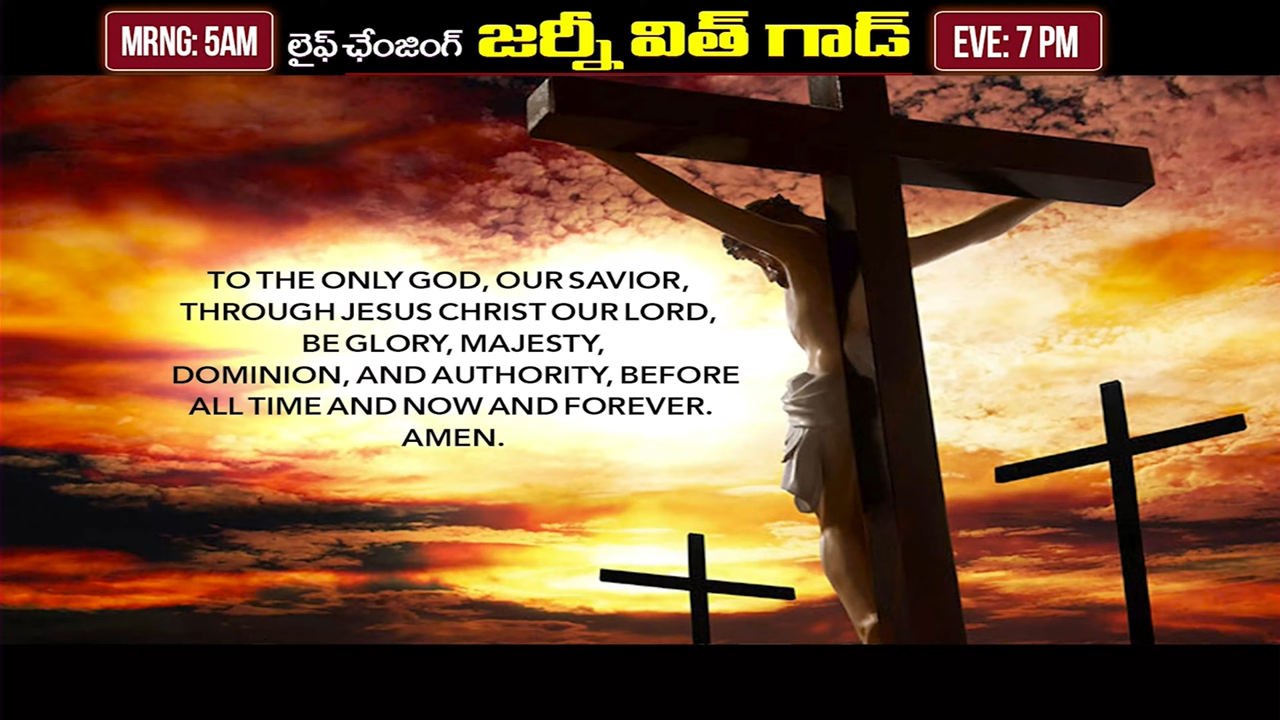 MRNG: 5AM లైఫ్ ఛేంజింగ్ జర్నీ విత్ గాడ్ EVE: 7 PM
TO THE ONLY GOD, OUR SAVIOR,
THROUGH JESUS CHRIST OUR LORD,
BE GLORY, MAJESTY,
DOMINION, AND AUTHORITY, BEFORE
ALL TIME AND NOW AND FOREVER.
AMEN.